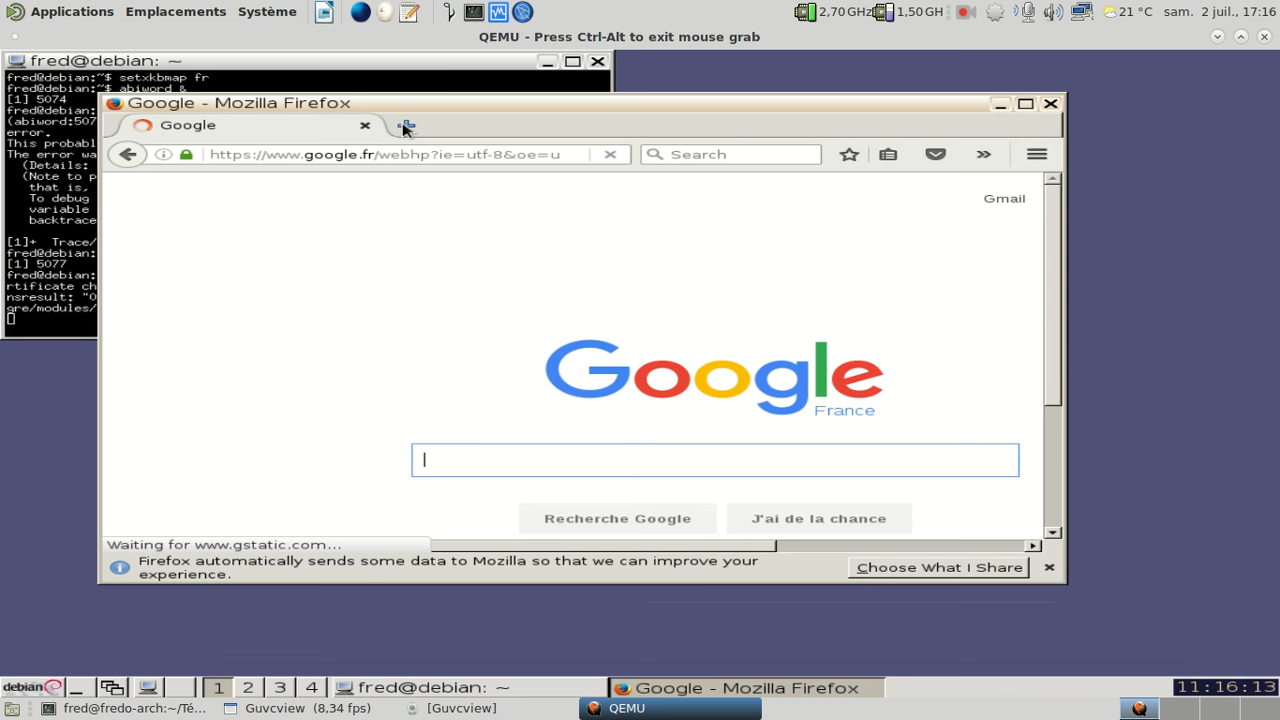 Applications Emplacements Système 2,70 GHz 1,50 GH 21 °C sam. 2 juil., 17:16
QEMU - Press Ctrl-Alt to exit mouse grab
fred@debian: ~
fred@debian:~$ setxkbmap fr
fred@debian:~$ abiword &
[1] 5074
fred@debian:
(abiword:507
error.
This probabl
The error wa
(Details:
(Note to p
that is,
To debug
variable
backtrace
[1]+ Trace/
fred@debian:
[1] 5077
fred@debian:
rtificate ch
nsresult: "0
gre/modules/
Google - Mozilla Firefox
Google
https://www.google.fr/webhp?ie=utf-8&oe=u
Search
Gmail
Google
France
Recherche Google J'ai de la chance
Waiting for www.gstatic.com...
Firefox automatically sends some data to Mozilla so that we can improve your
experience.
Choose What I Share
debian 1 2 3 4 fred@debian: ~ Google - Mozilla Firefox 11:16:13
fred@fredo-arch:~/Té... Guvcview (8,34 fps) [Guvcview] QEMU